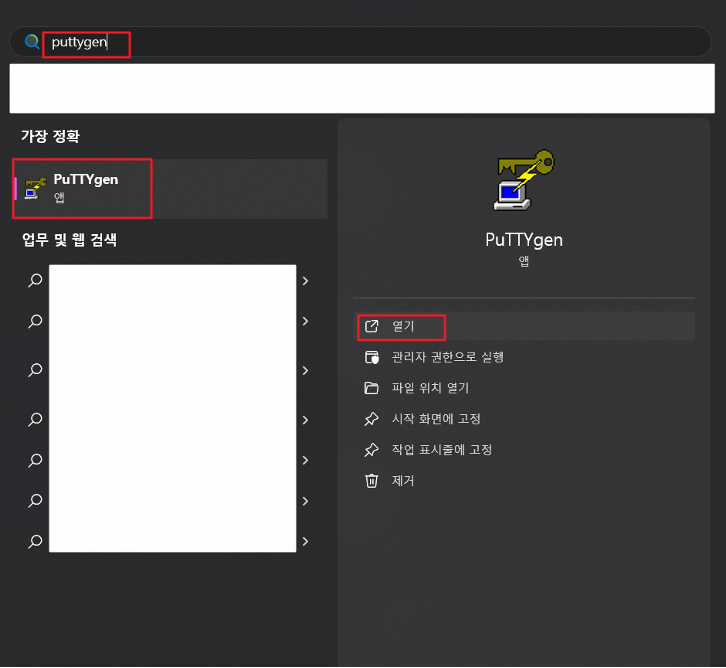 puttygen
가장 정확
PuTTYgen
앱
업무 및 웹 검색
PuTTYgen
앱
열기
관리자 권한으로 실행
파일 위치 열기
시작 화면에 고정
작업 표시줄에 고정
제거